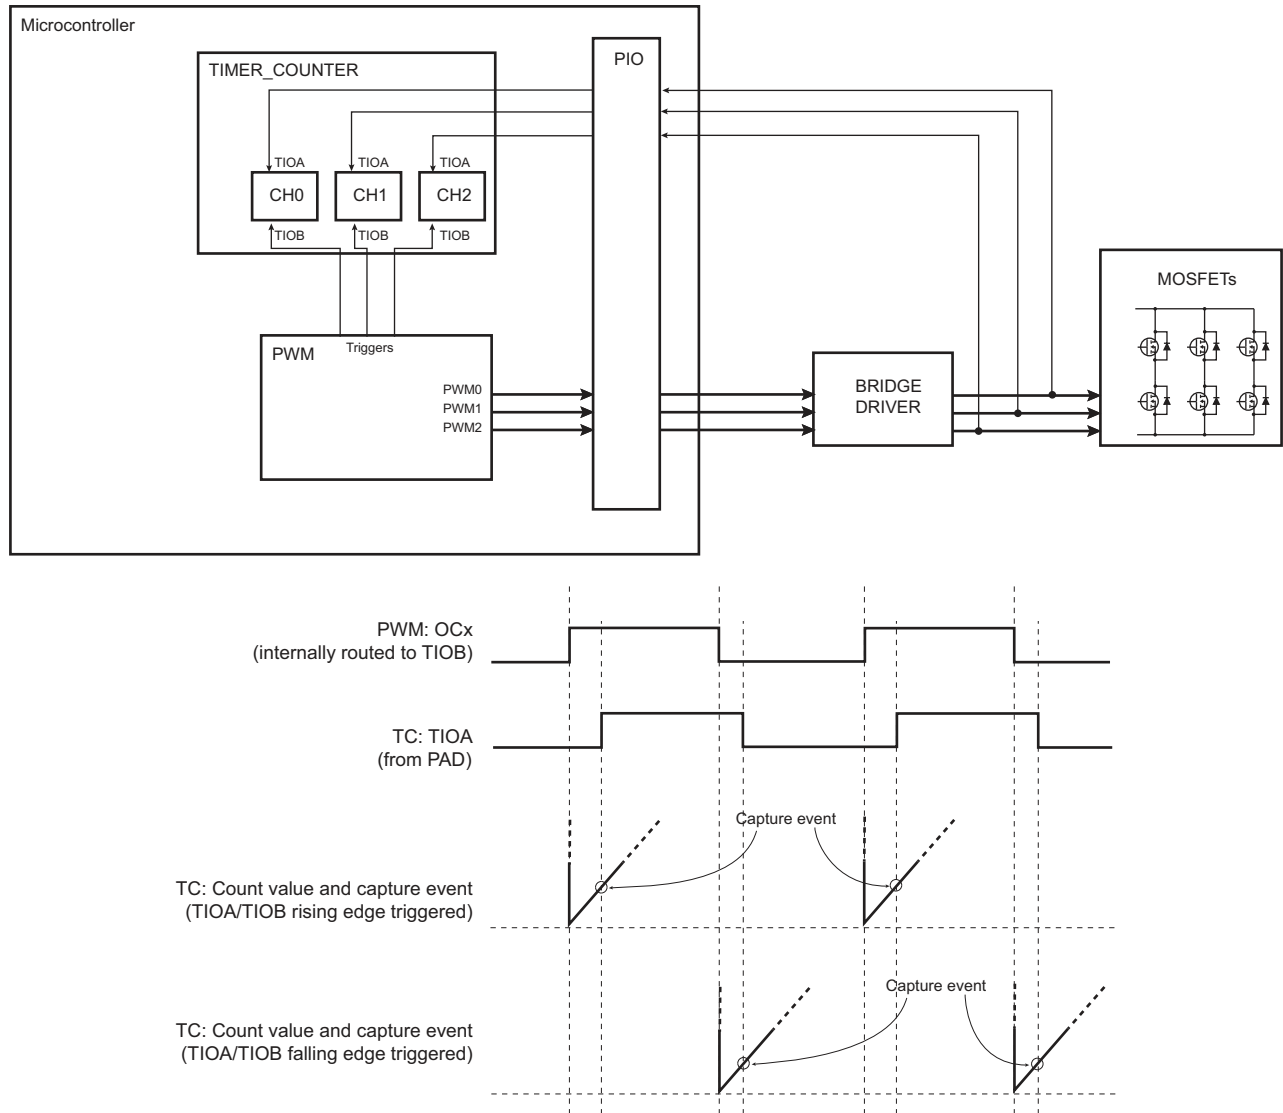 Microcontroller
PIO
TIMER_COUNTER
TIOA
TIOA
TIOA
CH0
CH1
CH2
TIOB
TIOB
TIOB
MOSFETs
PWM
Triggers
PWM0
PWM1
PWM2
BRIDGE
DRIVER
PWM: OCx
(internally routed to TIOB)
TC: TIOA
(from PAD)
Capture event
TC: Count value and capture event
(TIOA/TIOB rising edge triggered)
Capture event
TC: Count value and capture event
(TIOA/TIOB falling edge triggered)